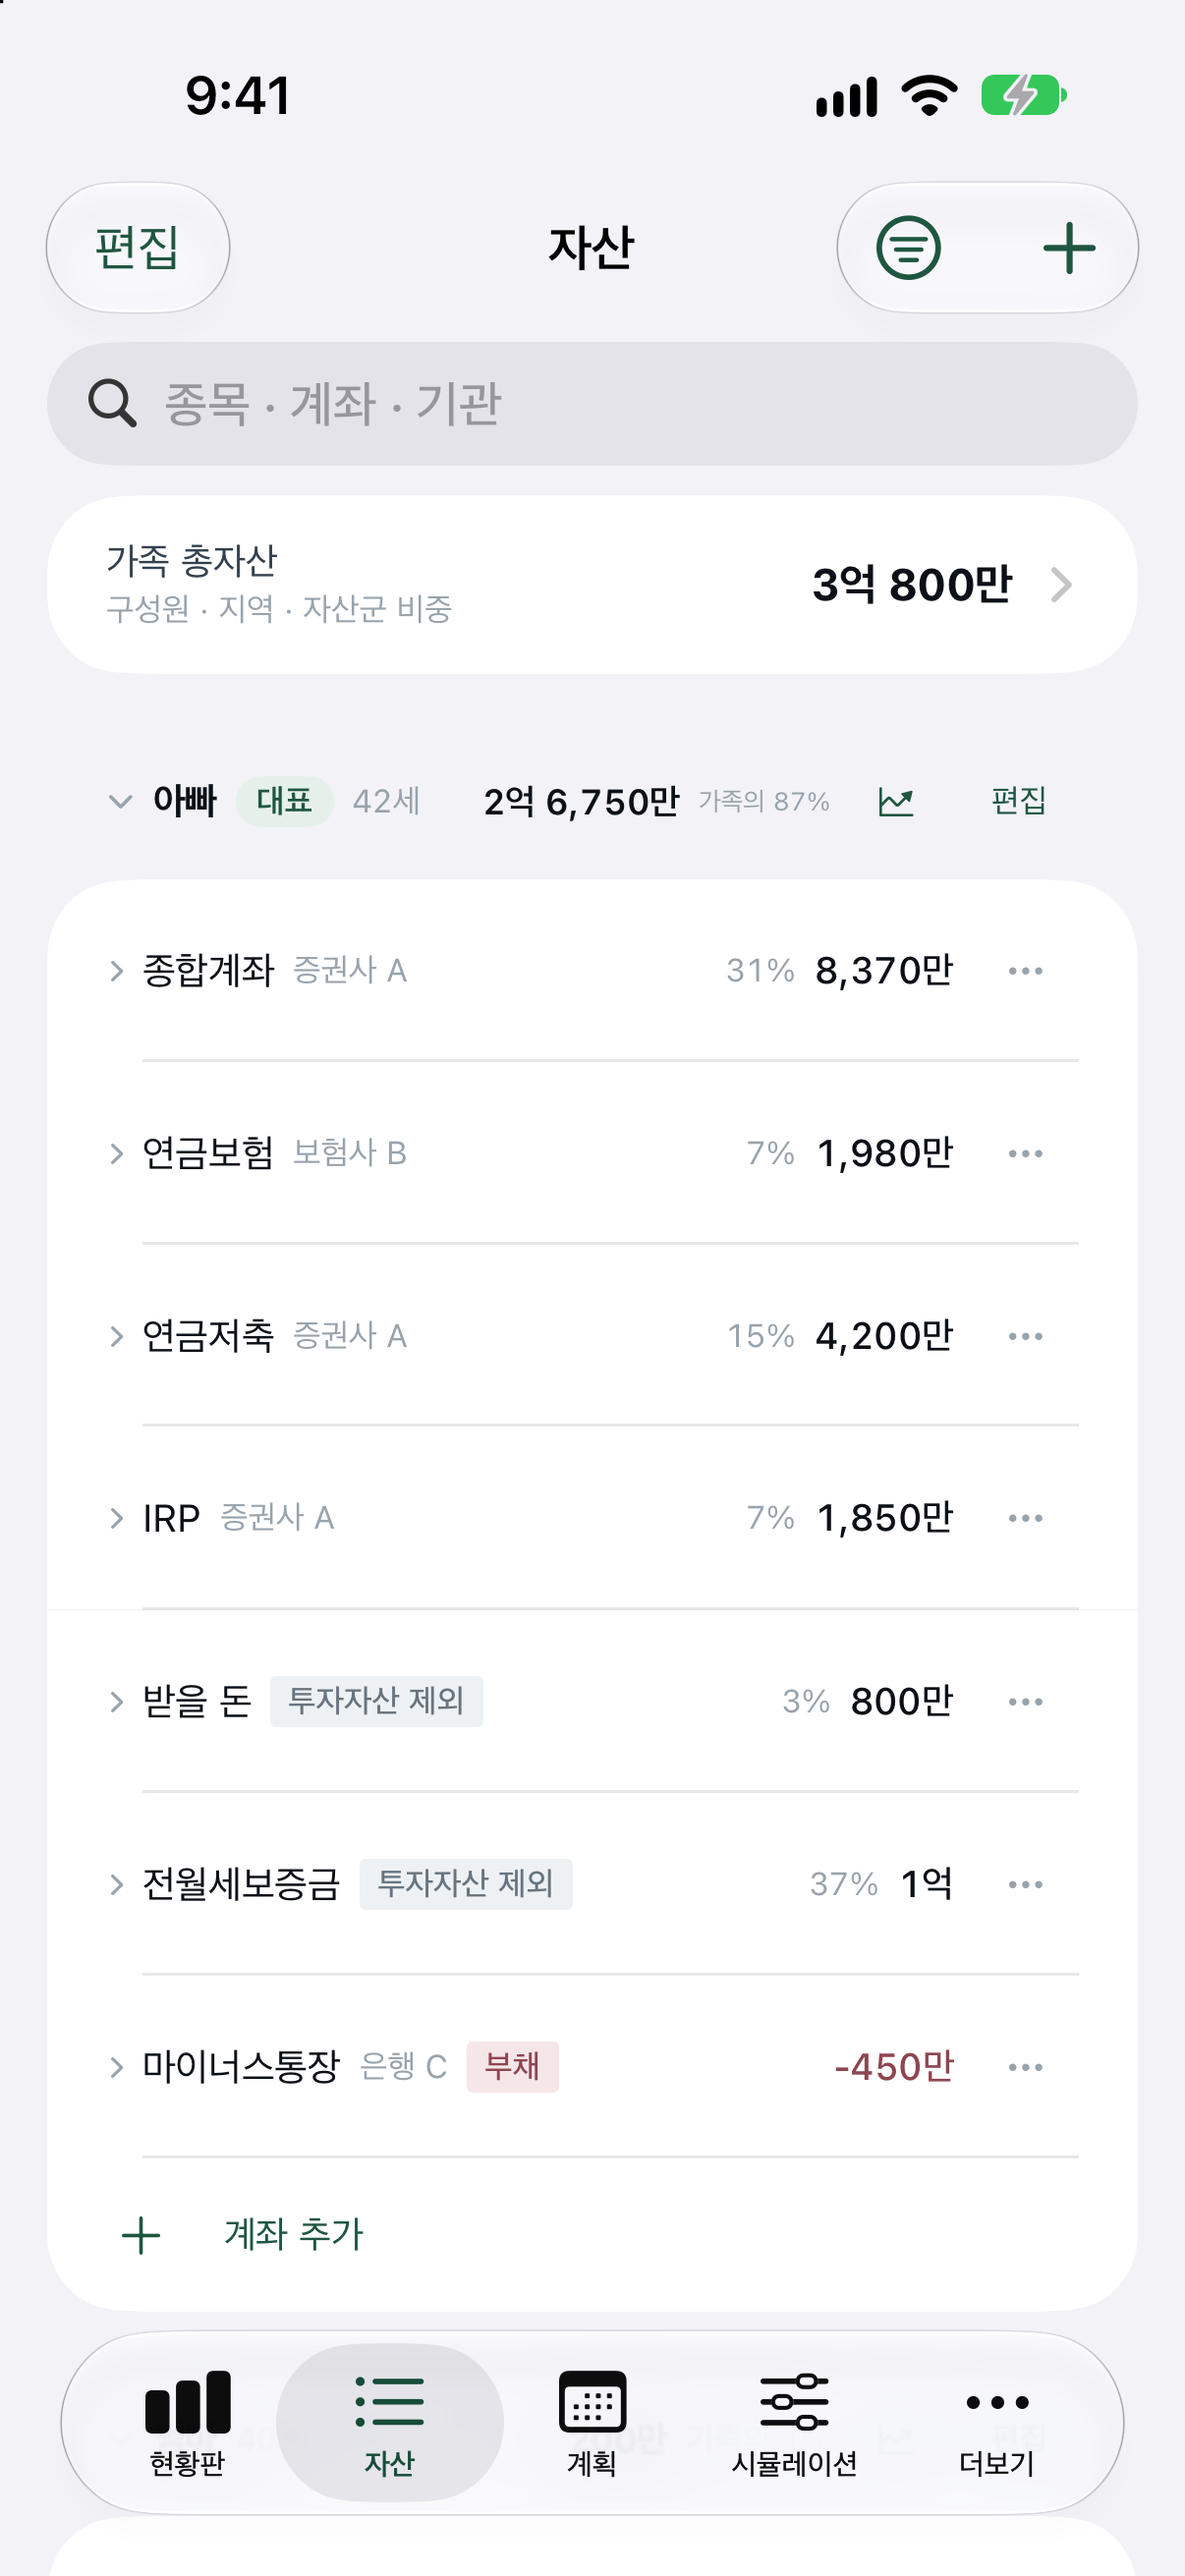 9:41
편집 자산
종목 · 계좌 · 기관
가족 총자산 3억 800만
구성원 · 지역 · 자산군 비중
아빠 대표 42세 2억 6,750만 가족의 87% 편집
종합계좌 증권사 A 31% 8,370만
연금보험 보험사 B 7% 1,980만
연금저축 증권사 A 15% 4,200만
IRP 증권사 A 7% 1,850만
받을 돈 투자자산 제외 3% 800만
전월세보증금 투자자산 제외 37% 1억
마이너스통장 은행 C 부채 -450만
계좌 추가
현황판 자산 계획 시뮬레이션 더보기